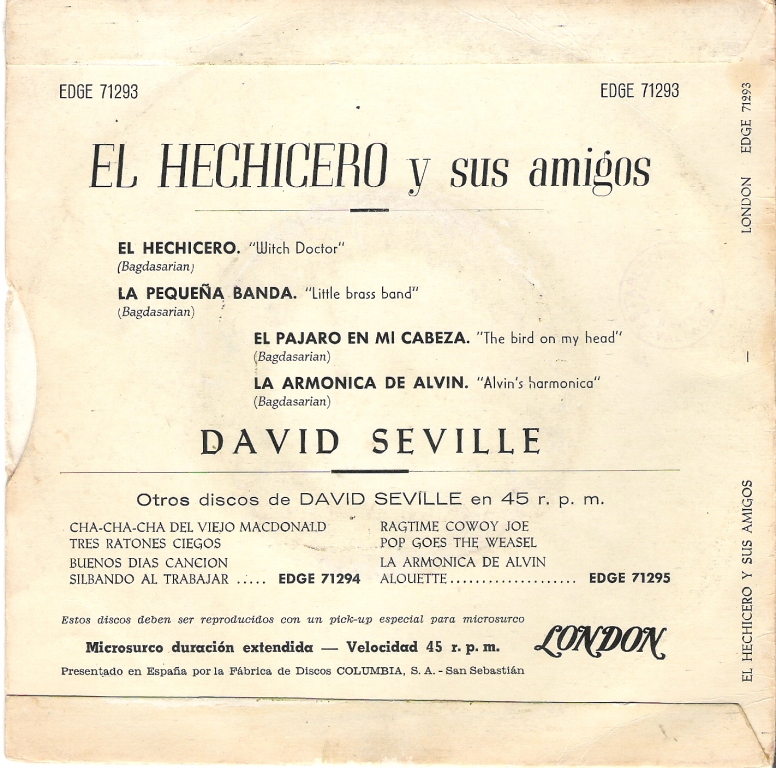 EDGE 71293 EDGE 71293
EL HECHICERO y sus amigos
EL HECHICERO. "Witch Doctor"
(Bagdasarian)
LA PEQUEÑA BANDA. "Little brass band"
(Bagdasarian)
EL PAJARO EN MI CABEZA. "The bird on my head"
(Bagdasarian)
LA ARMONICA DE ALVIN. "Alvin's harmonica"
(Bagdasarian)
DAVID SEVILLE
Otros discos de DAVID SEVILLE en 45 r. p. m.
CHA-CHA-CHA DEL VIEJO MACDONALD
TRES RATONES CIEGOS
BUENOS DIAS CANCION
SILBANDO AL TRABAJAR ..... EDGE 71294
RAGTIME COWOY JOE
POP GOES THE WEASEL
LA ARMONICA DE ALVIN
ALOUETTE.................... EDGE 71295
Estos discos deben ser reproducidos con un pick-up especial para microsurco
Microsurco duración extendida — Velocidad 45 r. p. m.
LONDON
Presentado en España por la Fábrica de Discos COLUMBIA, S. A. - San Sebastián
EL HECHICERO Y SUS AMIGOS — LONDON EDGE 71293